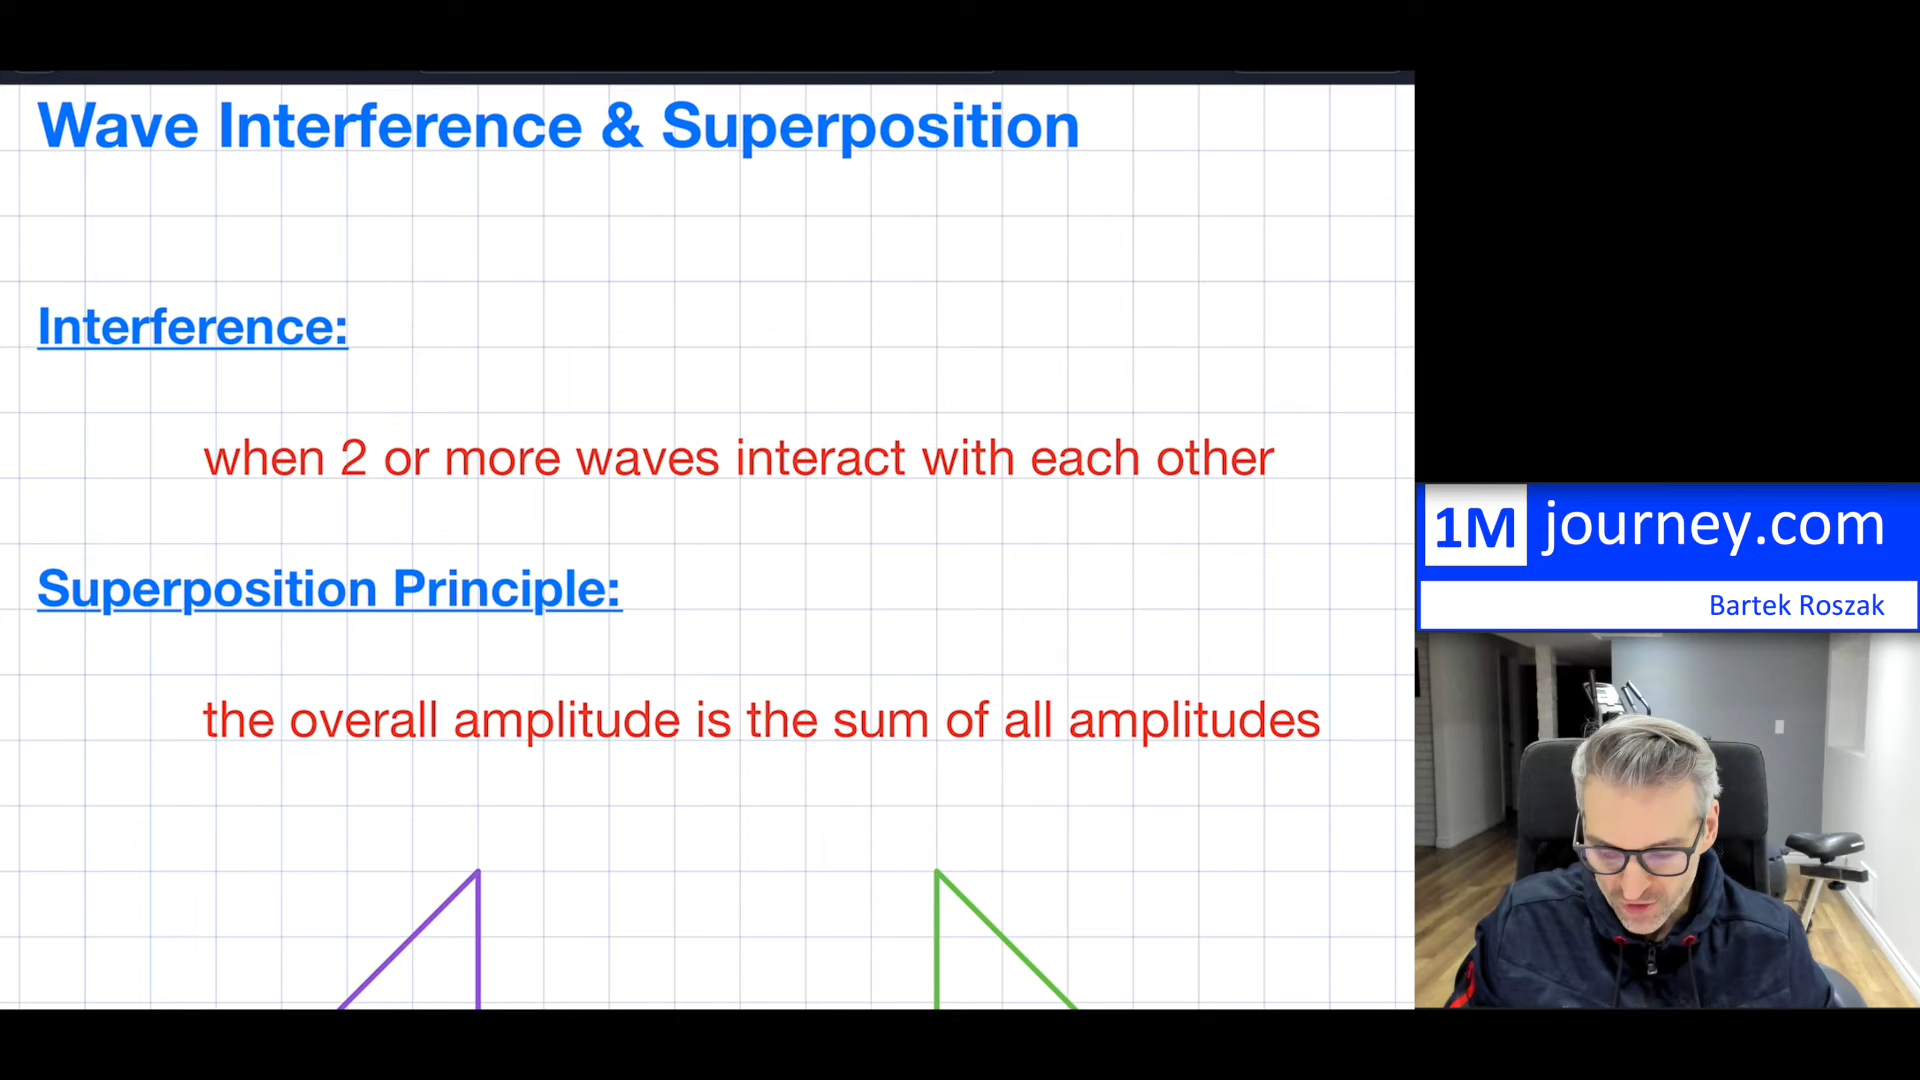 Wave Interference & Superposition
Interference:
when 2 or more waves interact with each other
Superposition Principle:
the overall amplitude is the sum of all amplitudes
1M journey.com
Bartek Roszak